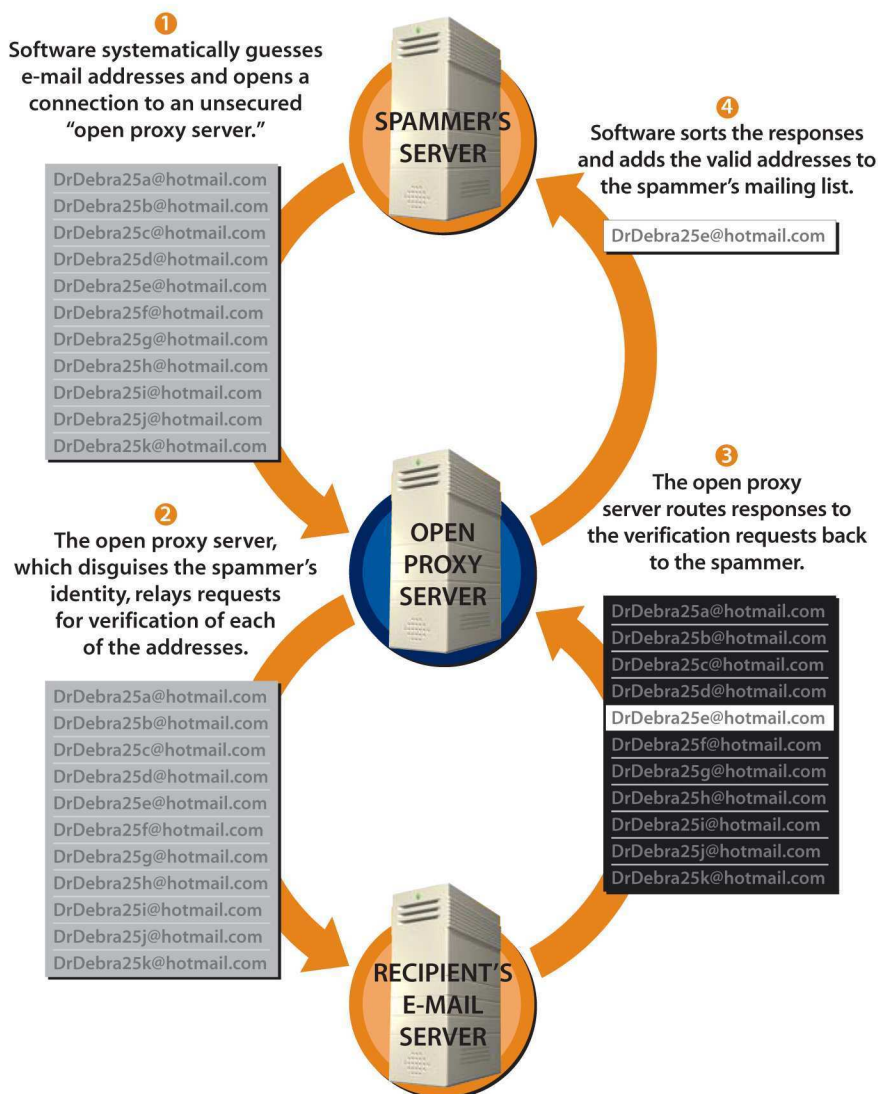 1
Software systematically guesses
e-mail addresses and opens a
connection to an unsecured
“open proxy server.”
DrDebra25a@hotmail.com
DrDebra25b@hotmail.com
DrDebra25c@hotmail.com
DrDebra25d@hotmail.com
DrDebra25e@hotmail.com
DrDebra25f@hotmail.com
DrDebra25g@hotmail.com
DrDebra25h@hotmail.com
DrDebra25i@hotmail.com
DrDebra25j@hotmail.com
DrDebra25k@hotmail.com
SPAMMER’S
SERVER
2
The open proxy server,
which disguises the spammer’s
identity, relays requests
for verification of each
of the addresses.
DrDebra25a@hotmail.com
DrDebra25b@hotmail.com
DrDebra25c@hotmail.com
DrDebra25d@hotmail.com
DrDebra25e@hotmail.com
DrDebra25f@hotmail.com
DrDebra25g@hotmail.com
DrDebra25h@hotmail.com
DrDebra25i@hotmail.com
DrDebra25j@hotmail.com
DrDebra25k@hotmail.com
OPEN
PROXY
SERVER
RECIPIENT’S
E-MAIL
SERVER
3
The open proxy
server routes responses to
the verification requests back
to the spammer.
DrDebra25a@hotmail.com
DrDebra25b@hotmail.com
DrDebra25c@hotmail.com
DrDebra25d@hotmail.com
DrDebra25e@hotmail.com
DrDebra25f@hotmail.com
DrDebra25g@hotmail.com
DrDebra25h@hotmail.com
DrDebra25i@hotmail.com
DrDebra25j@hotmail.com
DrDebra25k@hotmail.com
4
Software sorts the responses
and adds the valid addresses to
the spammer’s mailing list.
DrDebra25e@hotmail.com